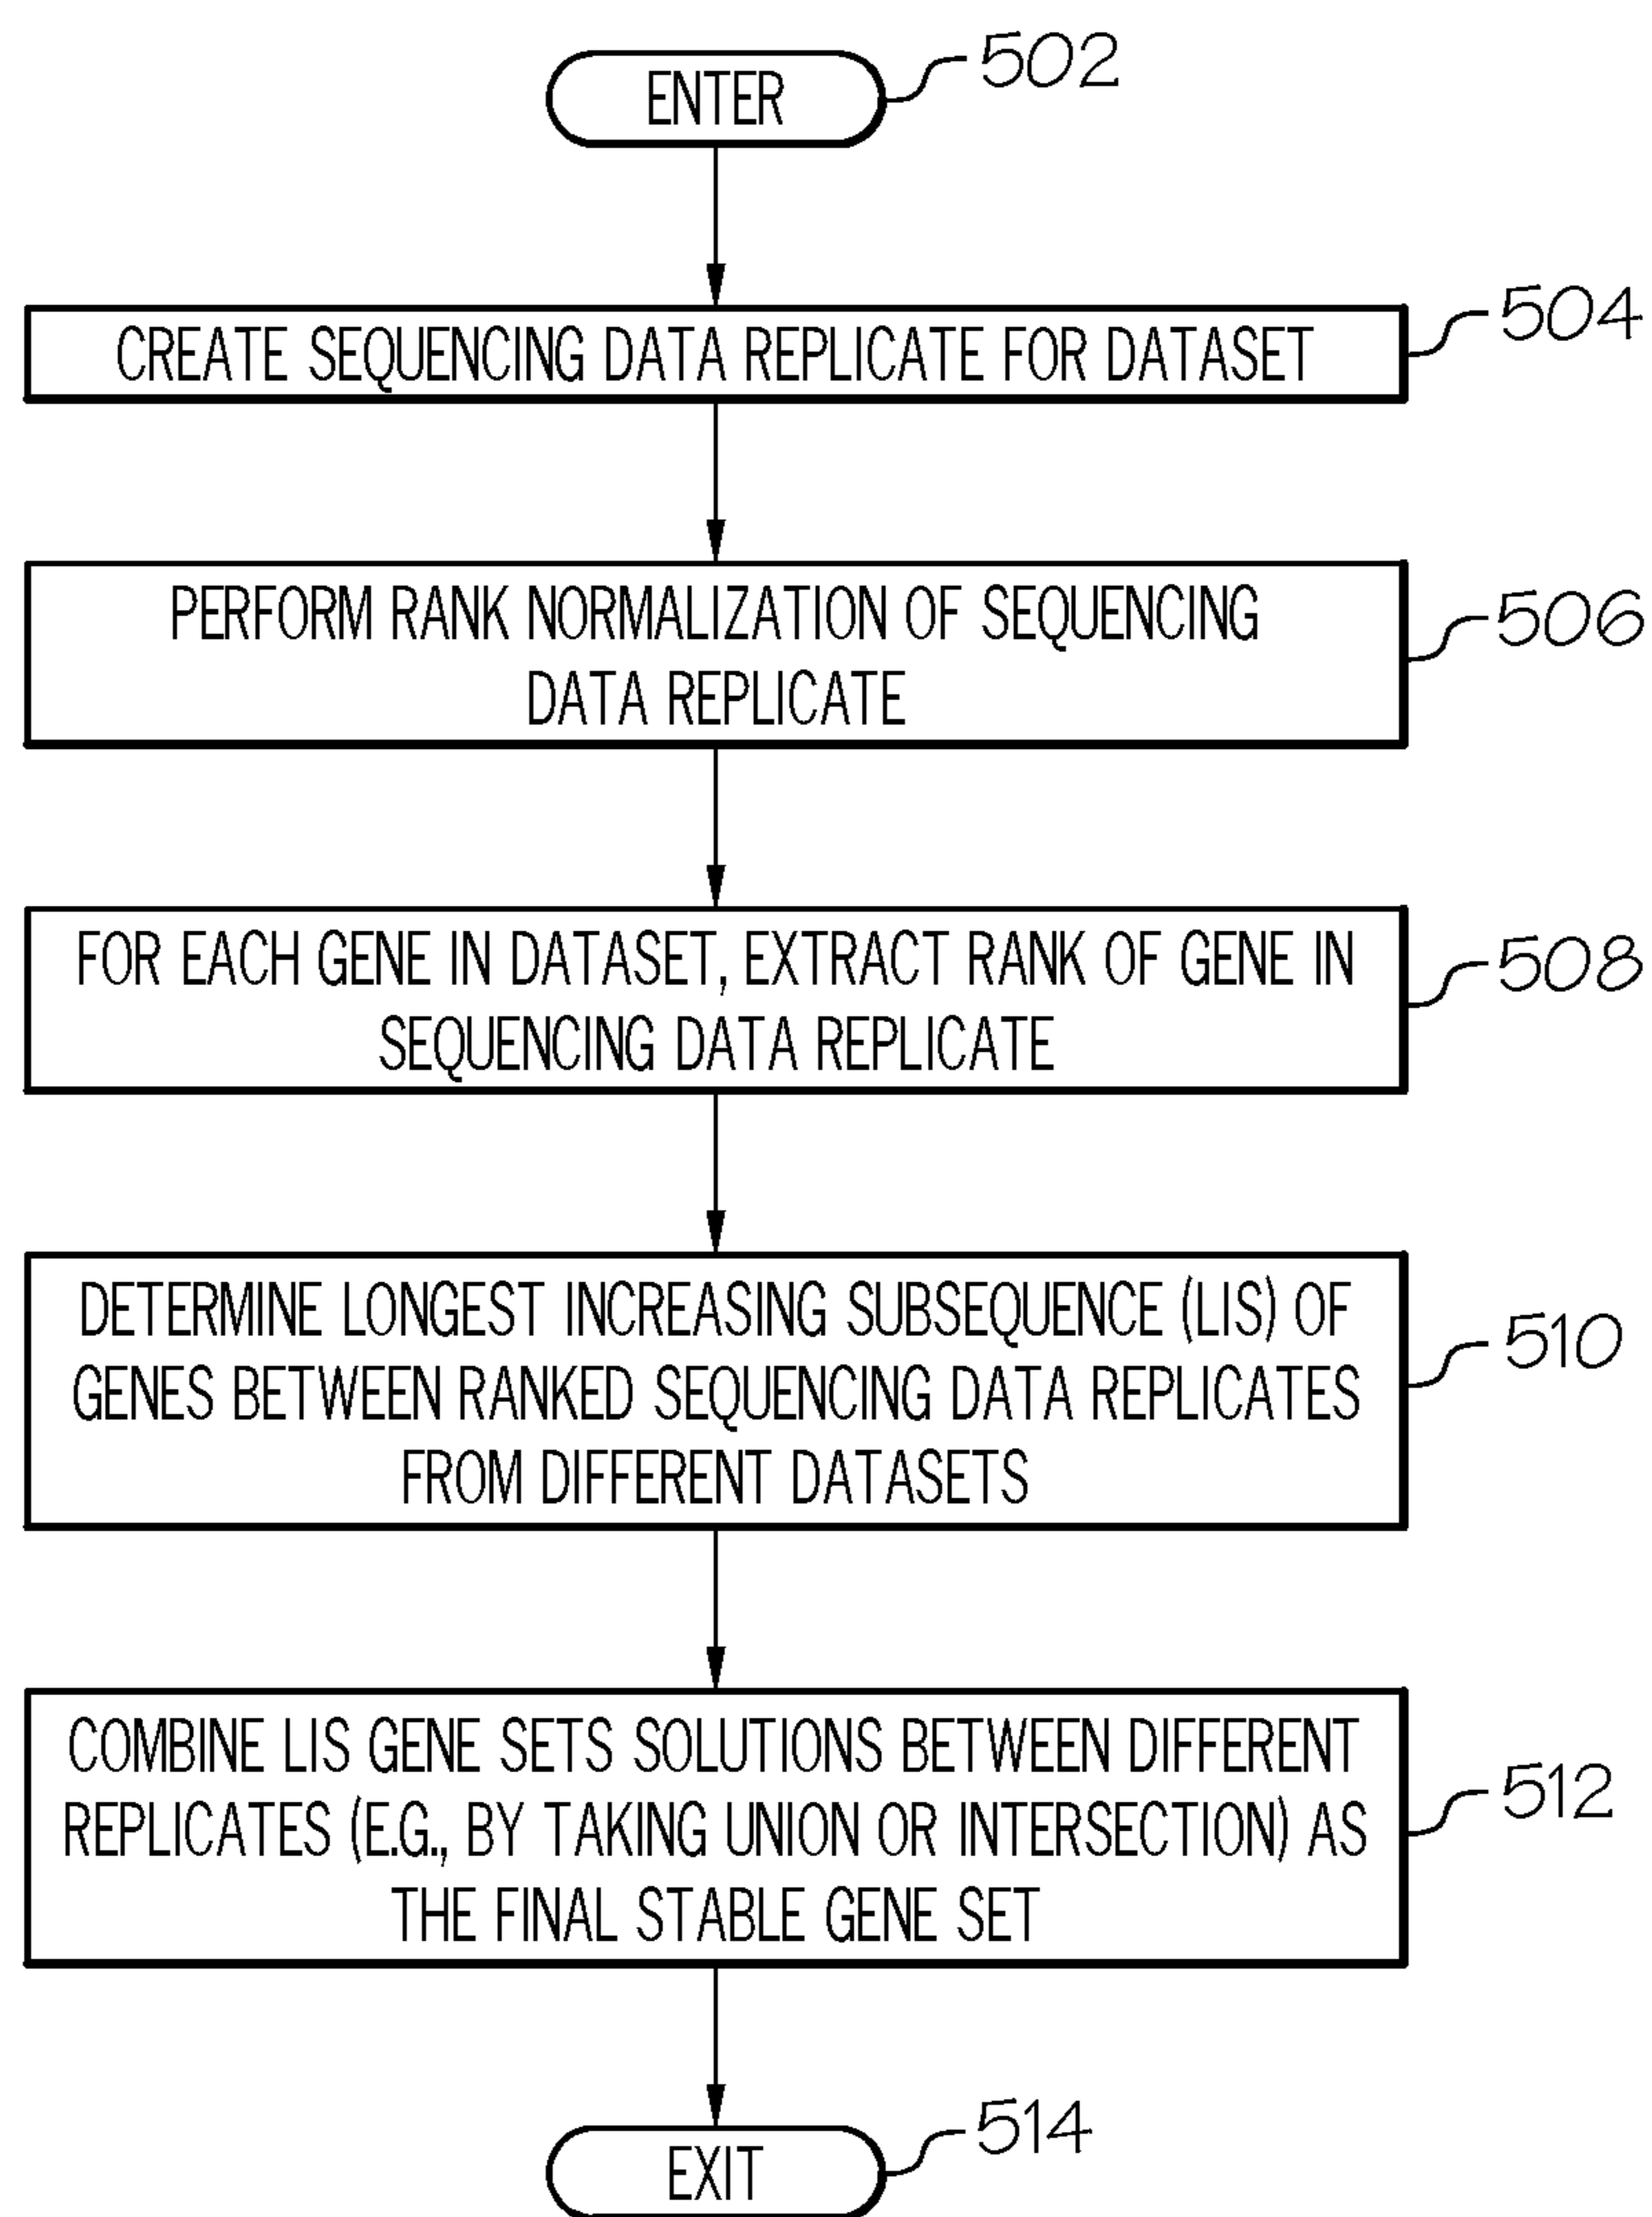 ENTER
502
CREATE SEQUENCING DATA REPLICATE FOR DATASET
504
PERFORM RANK NORMALIZATION OF SEQUENCING
DATA REPLICATE
506
FOR EACH GENE IN DATASET, EXTRACT RANK OF GENE IN
SEQUENCING DATA REPLICATE
508
DETERMINE LONGEST INCREASING SUBSEQUENCE (LIS) OF
GENES BETWEEN RANKED SEQUENCING DATA REPLICATES
FROM DIFFERENT DATASETS
510
COMBINE LIS GENE SETS SOLUTIONS BETWEEN DIFFERENT
REPLICATES (E.G., BY TAKING UNION OR INTERSECTION) AS
THE FINAL STABLE GENE SET
512
EXIT
514